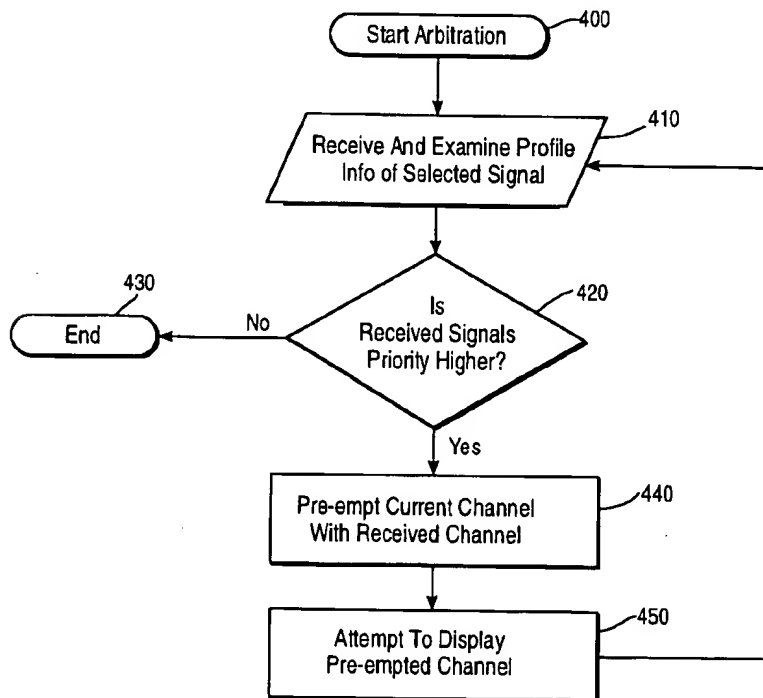 Start Arbitration
400
Receive And Examine Profile
Info of Selected Signal
410
Is
Received Signals
Priority Higher?
420
No
430
End
Yes
Pre-empt Current Channel
With Received Channel
440
Attempt To Display
Pre-empted Channel
450